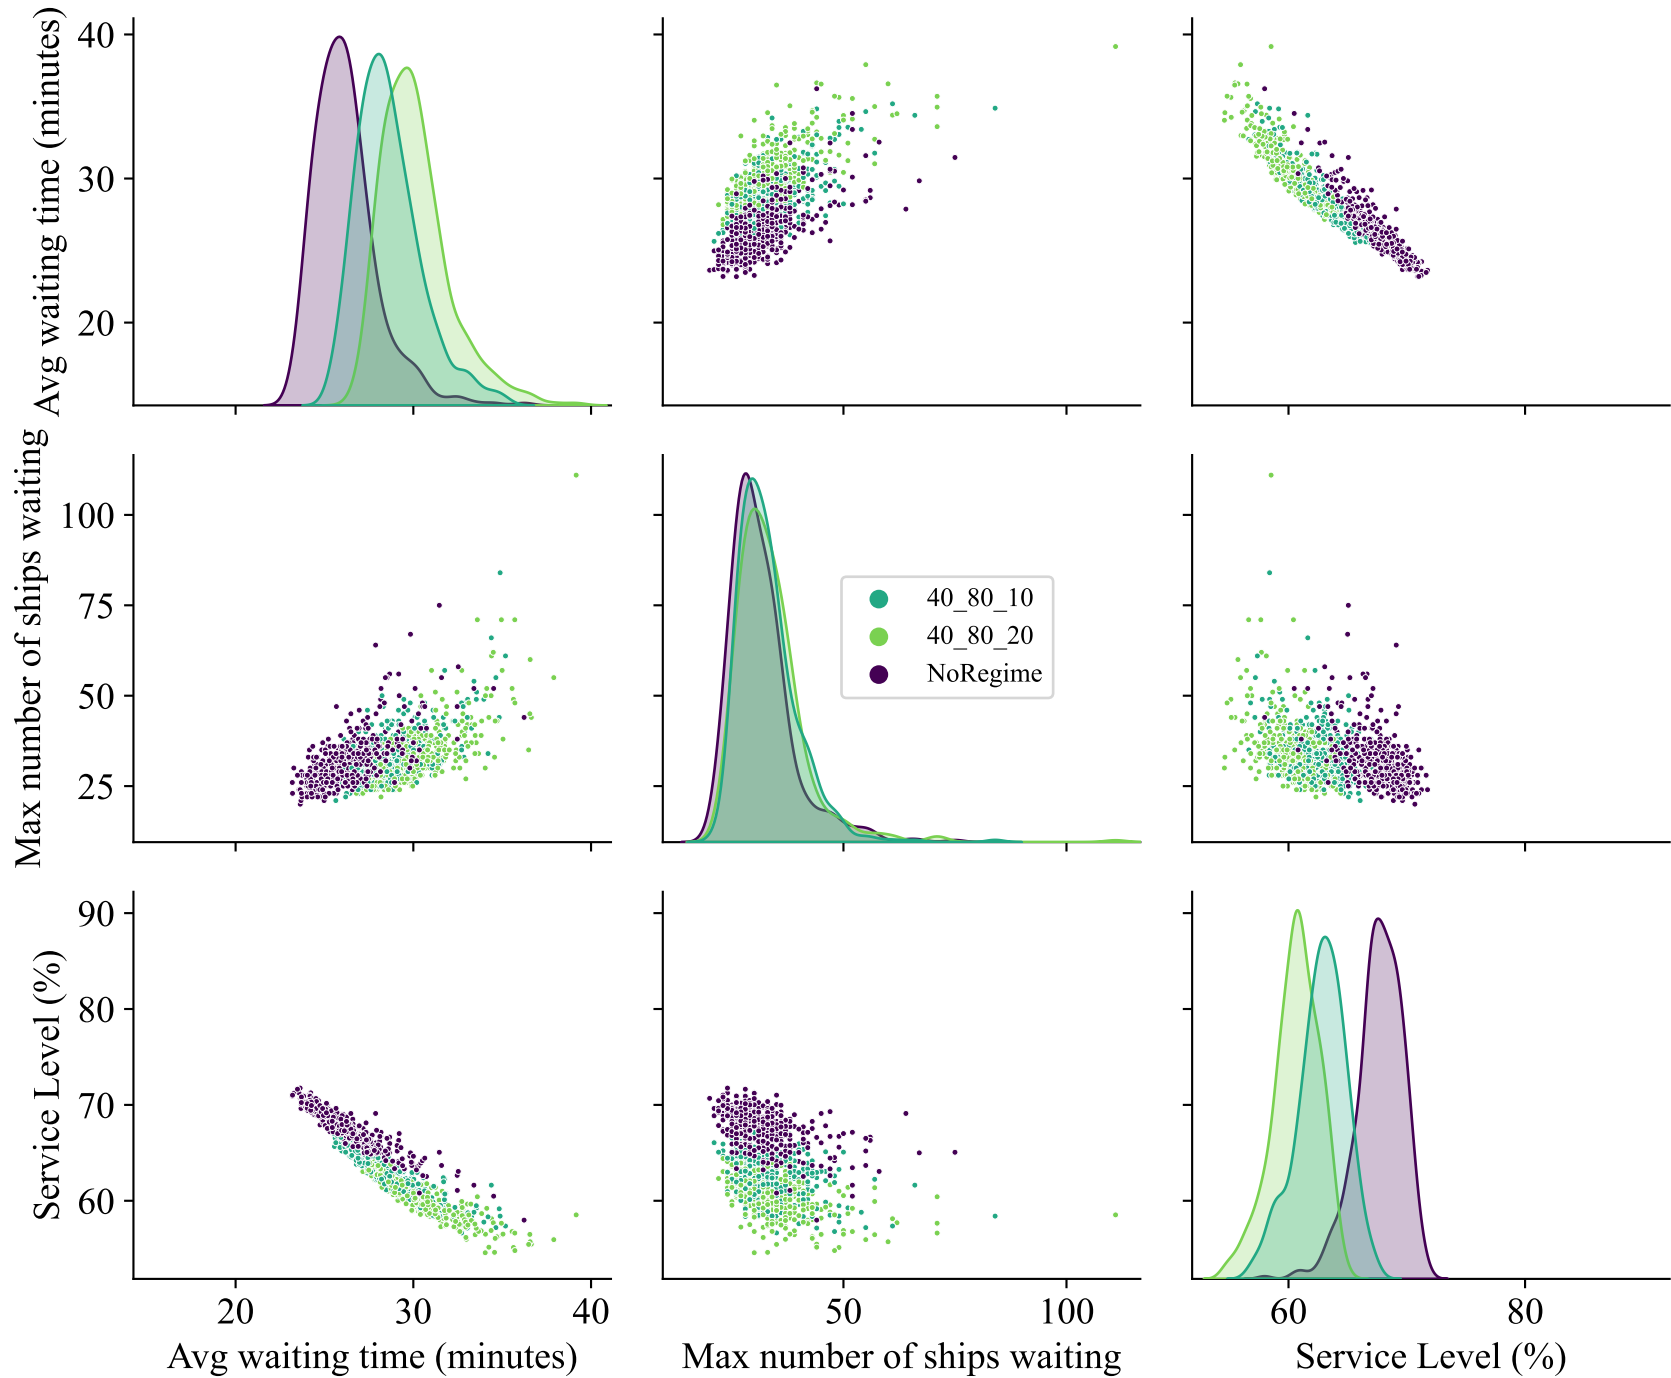 Avg waiting time (minutes)
40
30
20
Max number of ships waiting
100
75
50
25
40_80_10
40_80_20
NoRegime
Service Level (%)
90
80
70
60
20 30 40 50 100 60 80
Avg waiting time (minutes) Max number of ships waiting Service Level (%)